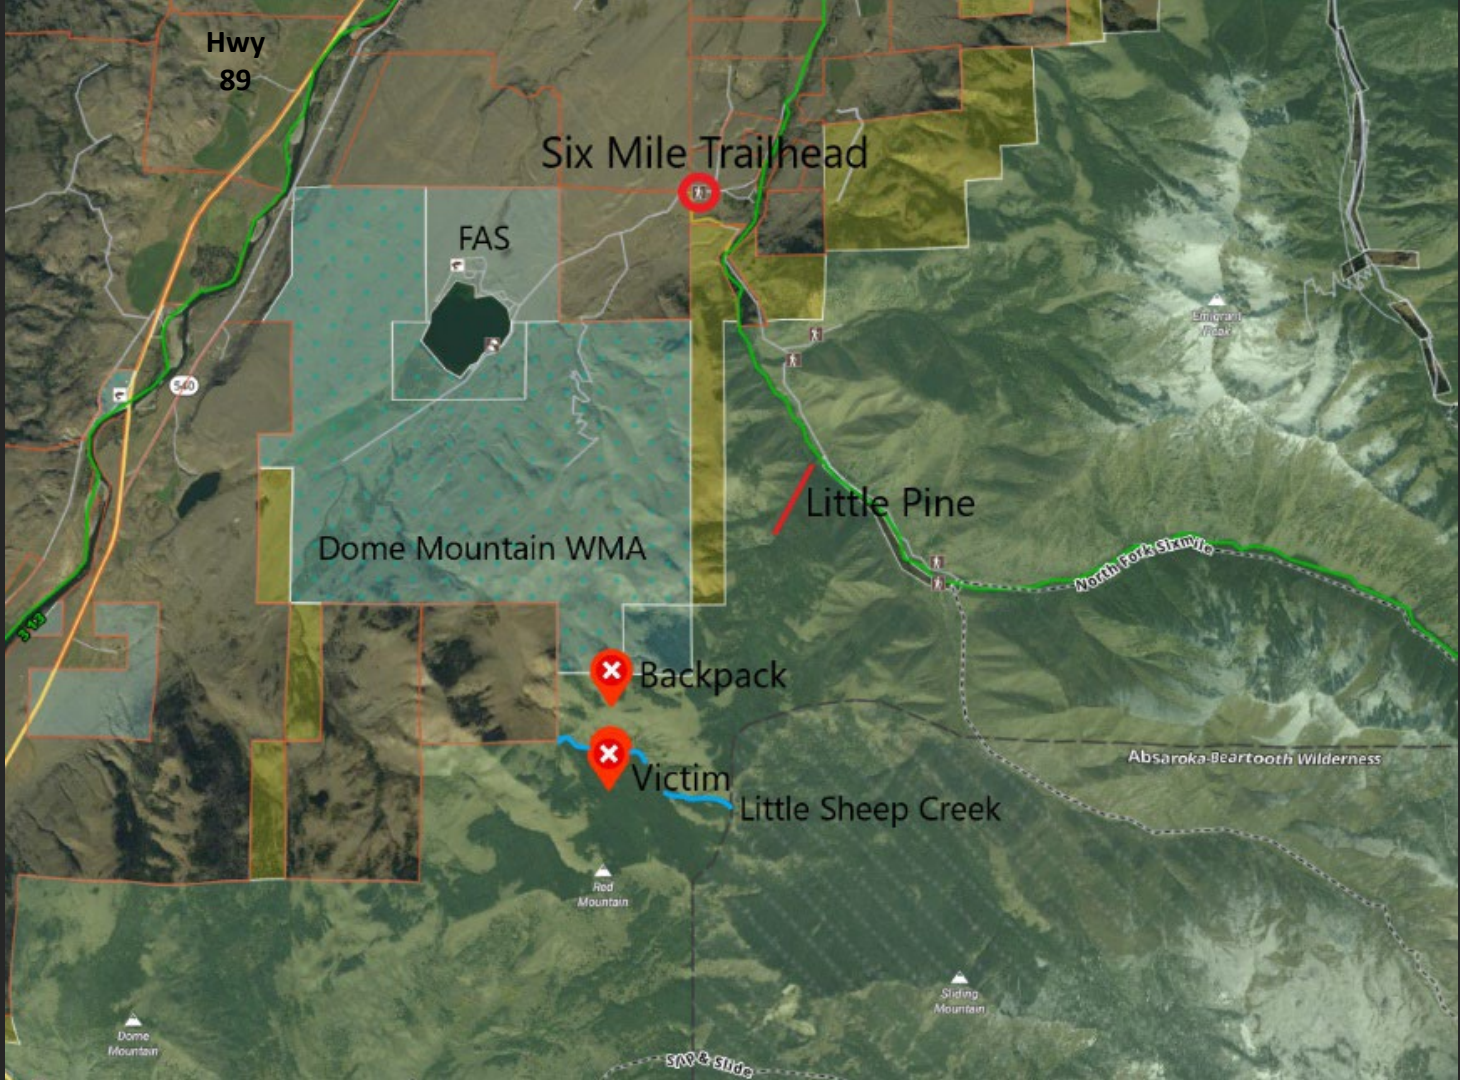 Hwy
89
Six Mile Trailhead
FAS
Emigrant
Peak
540
Little Pine
Dome Mountain WMA
North Fork Sixmile
313
Backpack
Absaroka-Beartooth Wilderness
Victim
Little Sheep Creek
Red
Mountain
Sliding
Mountain
Dome
Mountain
Slip & Slide